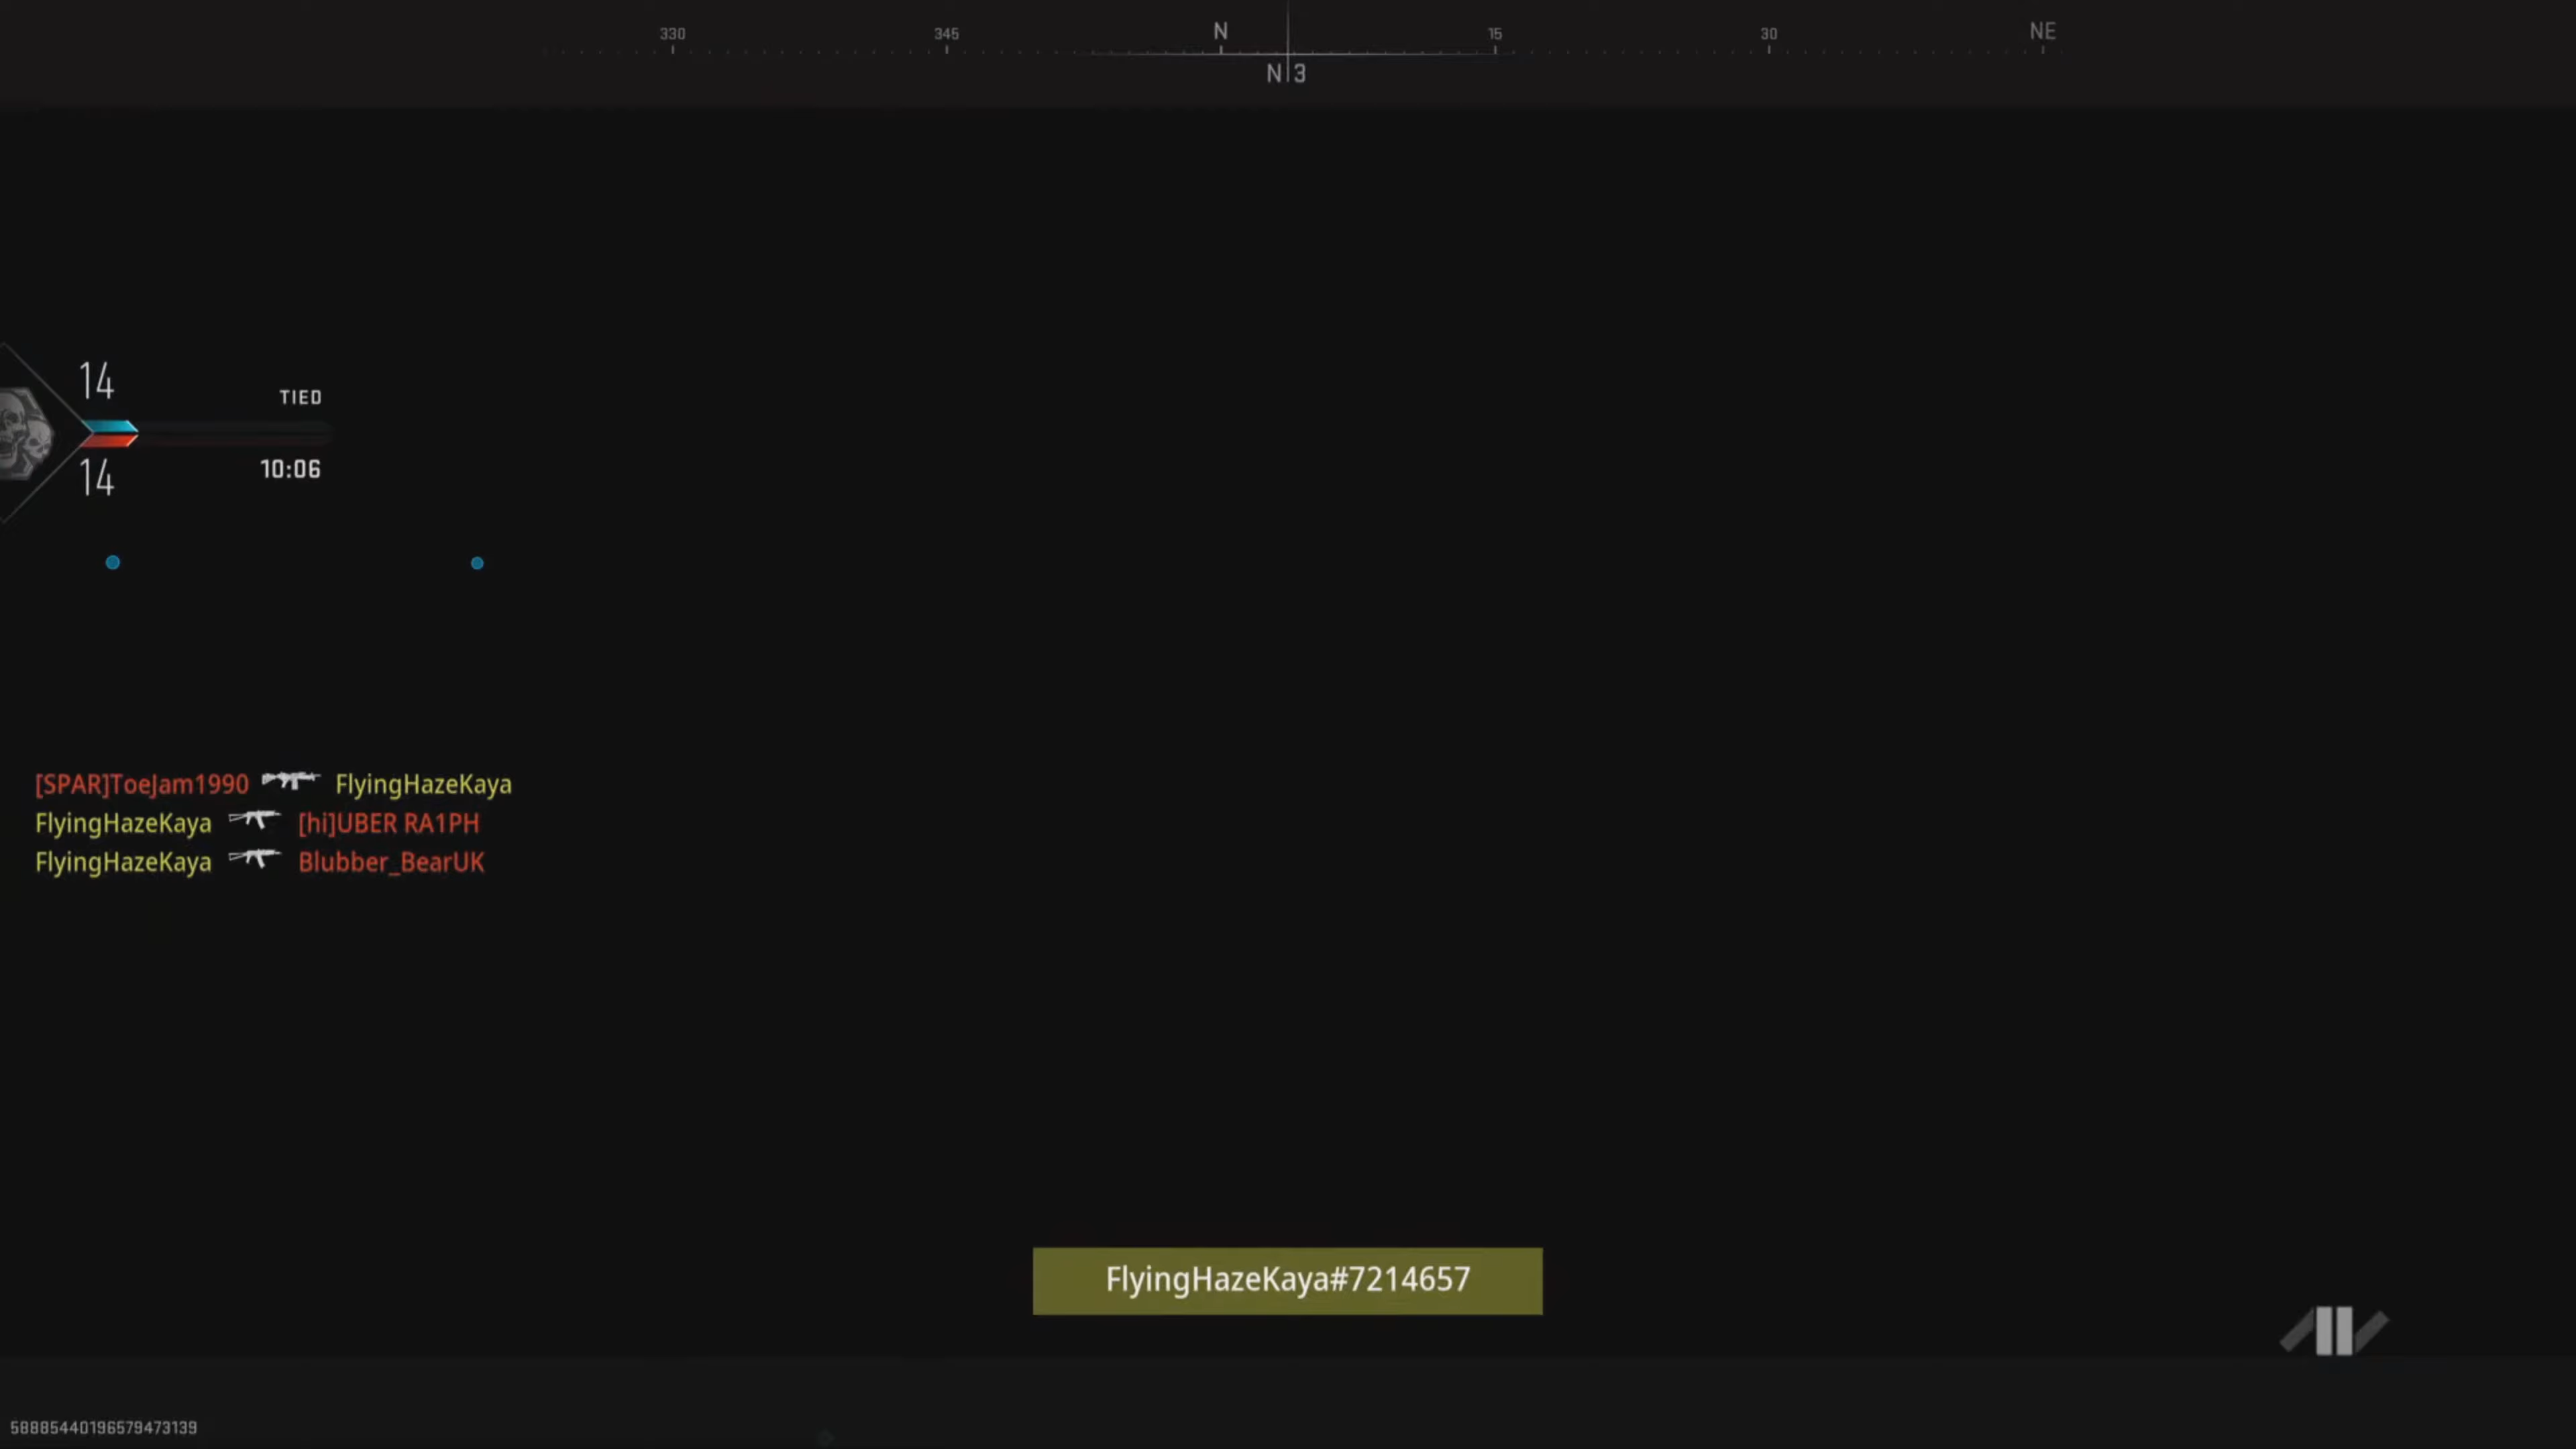 330 345 N 15 30 NE
N 3
14
TIED
10:06
14
[SPAR]ToeJam1990 FlyingHazeKaya
FlyingHazeKaya [hi]UBER RA1PH
FlyingHazeKaya Blubber_BearUK
FlyingHazeKaya#7214657
58885440196579473139